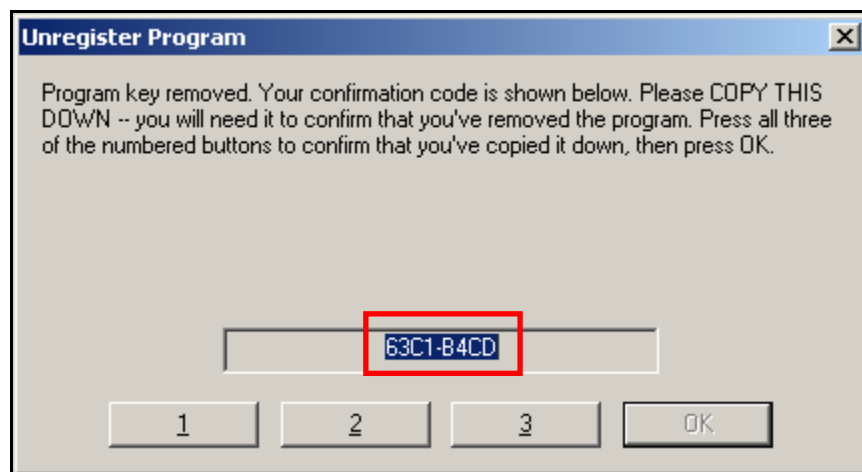 Unregister Program
Program key removed. Your confirmation code is shown below. Please COPY THIS
DOWN -- you will need it to confirm that you've removed the program. Press all three
of the numbered buttons to confirm that you've copied it down, then press OK.
63C1-B4CD
1 2 3 OK